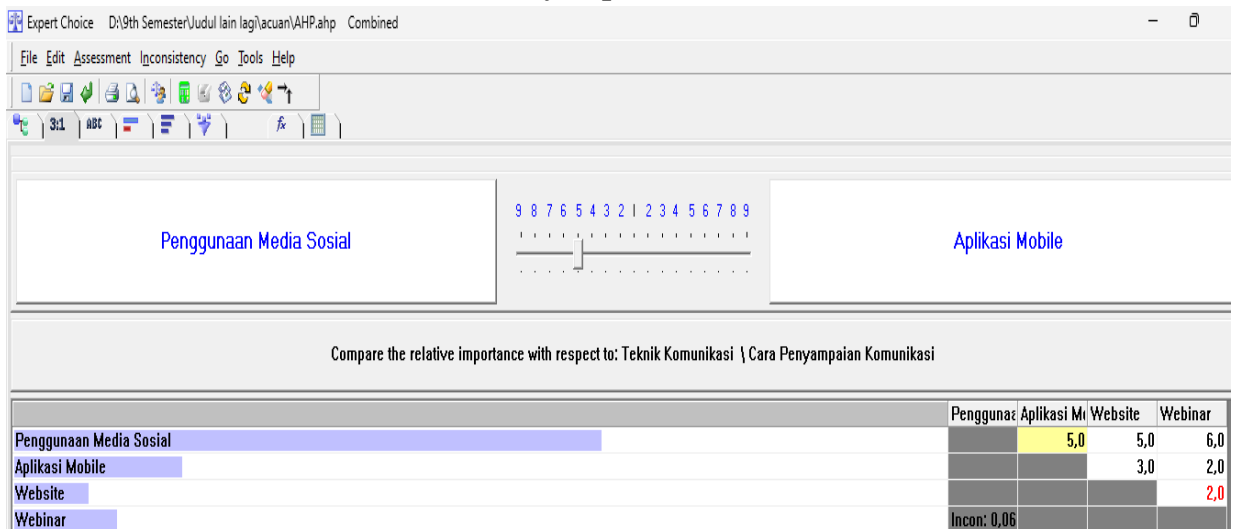 Expert Choice D:\9th Semester\Judul lain lagi\acuan\AHP.ahp Combined
File Edit Assessment Inconsistency Go Tools Help
3:1 ABC fx
9 8 7 6 5 4 3 2 1 2 3 4 5 6 7 8 9
Penggunaan Media Sosial
Aplikasi Mobile
Compare the relative importance with respect to: Teknik Komunikasi \ Cara Penyampaian Komunikasi
Penggunaa Aplikasi Mo Website Webinar
Penggunaan Media Sosial 5,0 5,0 6,0
Aplikasi Mobile 3,0 2,0
Website 2,0
Webinar Incon: 0,06